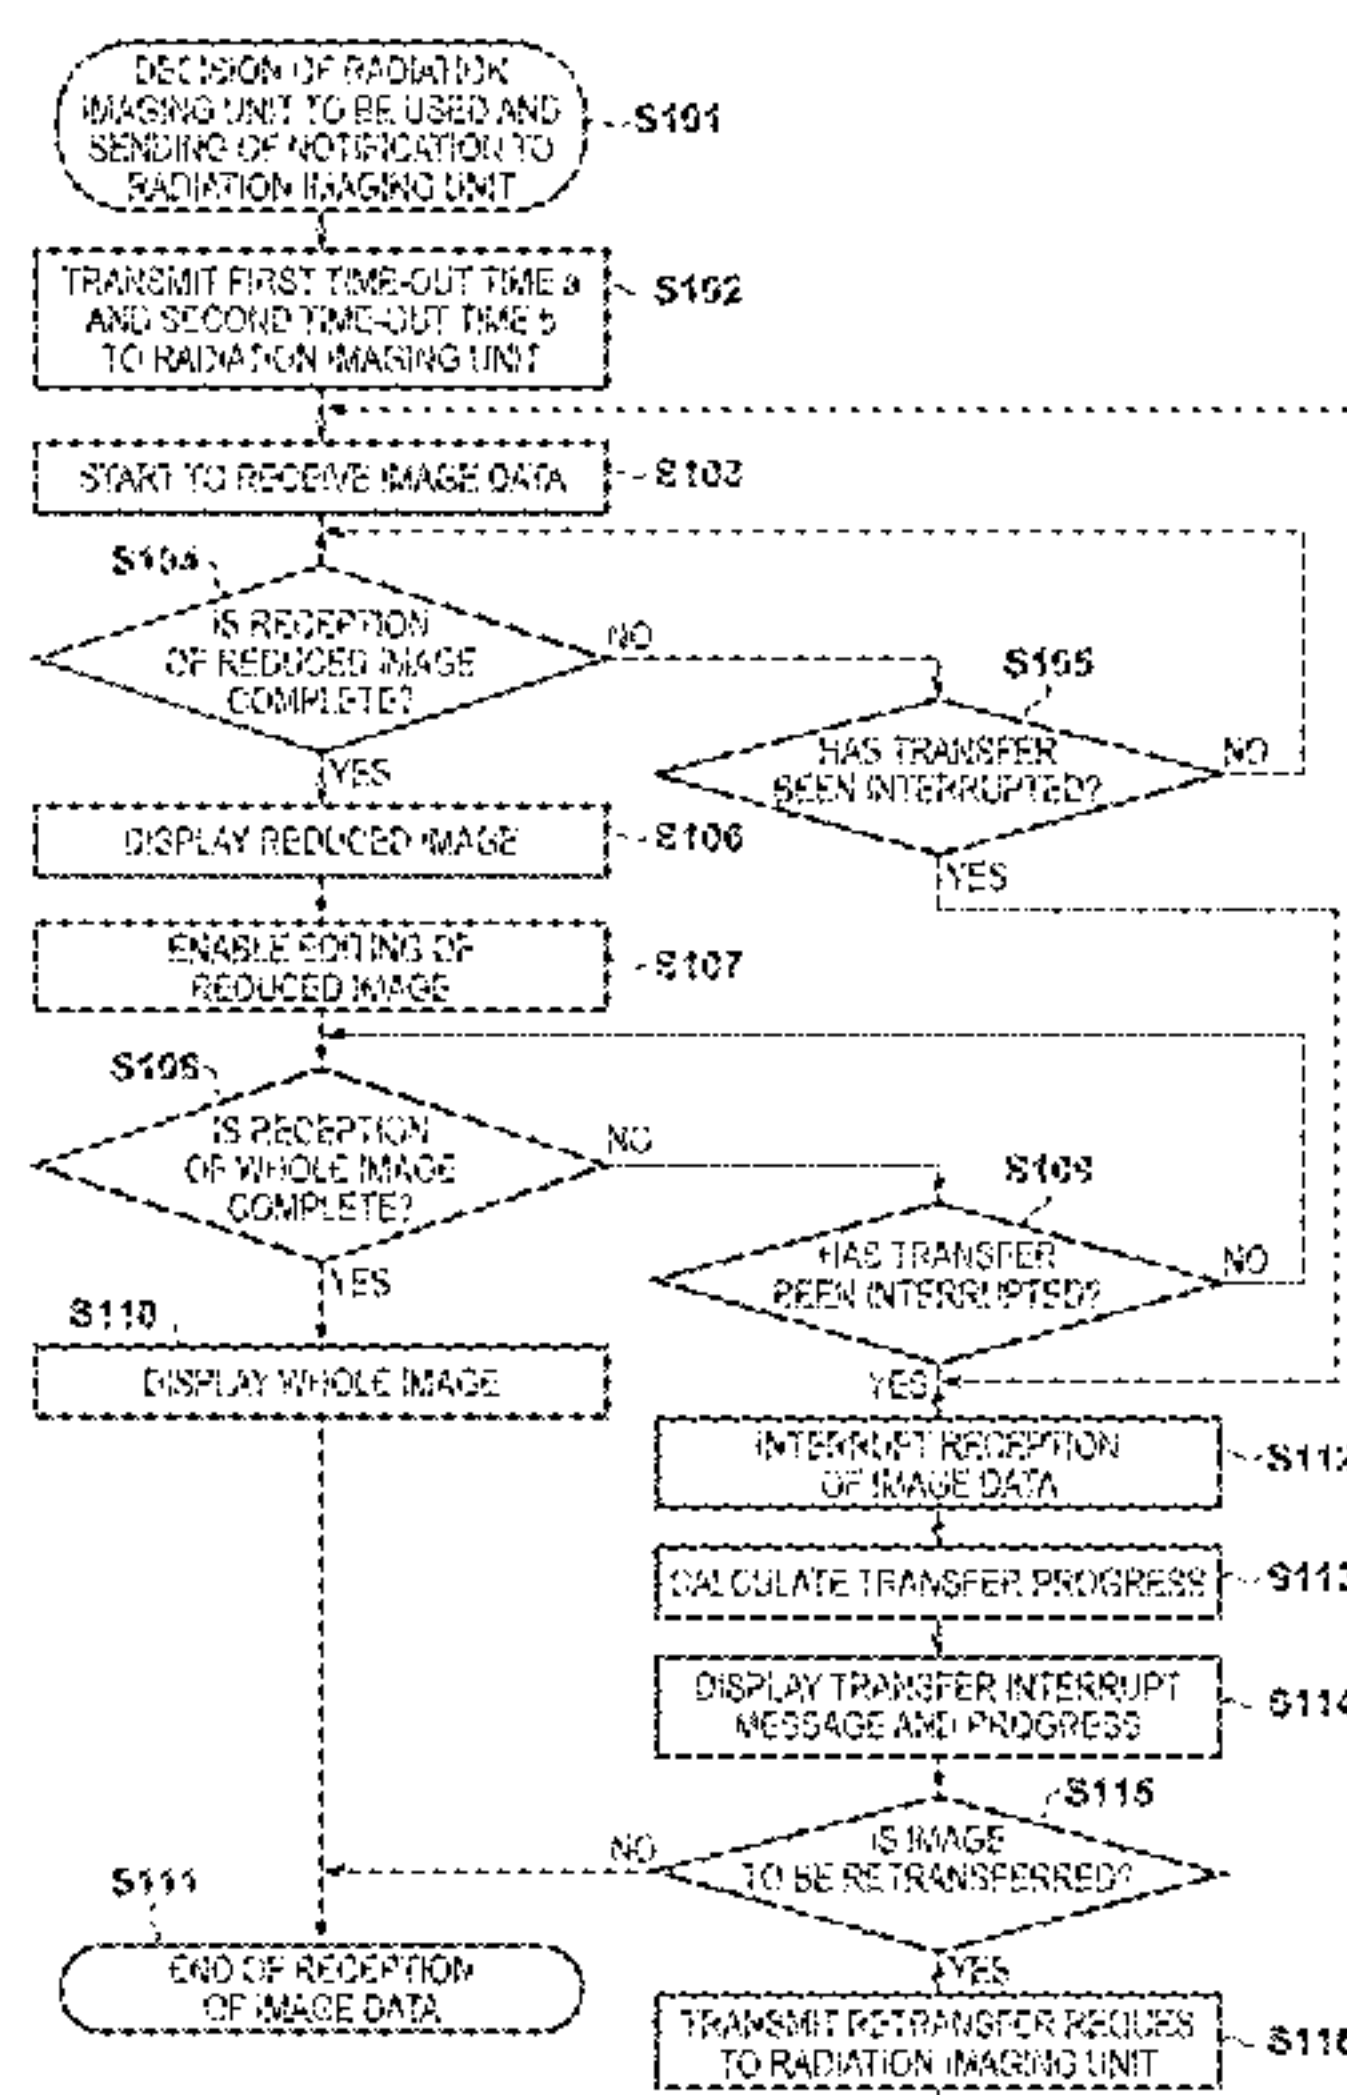 DECISION OF RADIATION
IMAGING UNIT TO BE USED AND
SENDING OF NOTIFICATION TO
RADIATION IMAGING UNIT
S101
TRANSMIT FIRST TIME-OUT TIME a
AND SECOND TIME-OUT TIME b
TO RADIATION IMAGING UNIT
S102
START TO RECEIVE IMAGE DATA
S103
S104
IS RECEPTION
OF REDUCED IMAGE
COMPLETE?
NO
YES
S105
HAS TRANSFER
BEEN INTERRUPTED?
NO
YES
DISPLAY REDUCED IMAGE
S106
ENABLE EDITING OF
REDUCED IMAGE
S107
S108
IS RECEPTION
OF WHOLE IMAGE
COMPLETE?
NO
YES
S109
HAS TRANSFER
BEEN INTERRUPTED?
NO
YES
S110
DISPLAY WHOLE IMAGE
INTERRUPT RECEPTION
OF IMAGE DATA
S112
CALCULATE TRANSFER PROGRESS
S113
DISPLAY TRANSFER INTERRUPT
MESSAGE AND PROGRESS
S114
S115
IS IMAGE
TO BE RETRANSFERRED?
NO
YES
S111
END OF RECEPTION
OF IMAGE DATA
TRANSMIT RETRANSFER REQUES
TO RADIATION IMAGING UNIT
S116